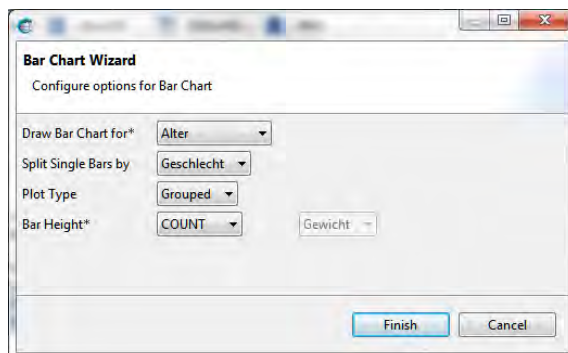 Bar Chart Wizard
Configure options for Bar Chart
Draw Bar Chart for* Alter
Split Single Bars by Geschlecht
Plot Type Grouped
Bar Height* COUNT Gewicht
Finish Cancel